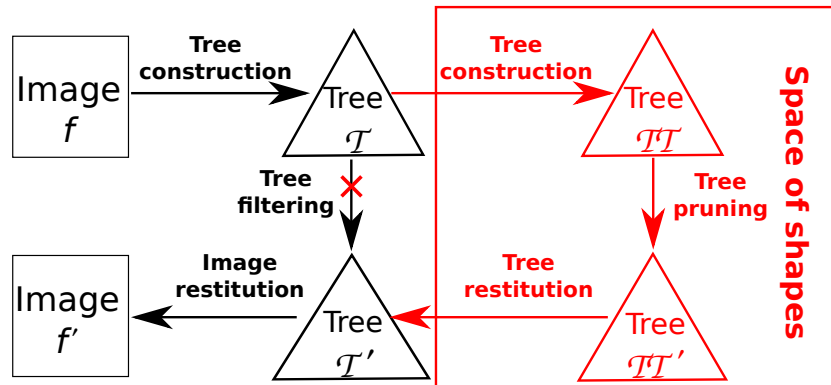 Image
f
Tree
construction
Tree
𝒯
Tree
construction
Tree
𝒯𝒯
Space of shapes
Tree
filtering
Tree
pruning
Image
f′
Image
restitution
Tree
𝒯′
Tree
restitution
Tree
𝒯𝒯′